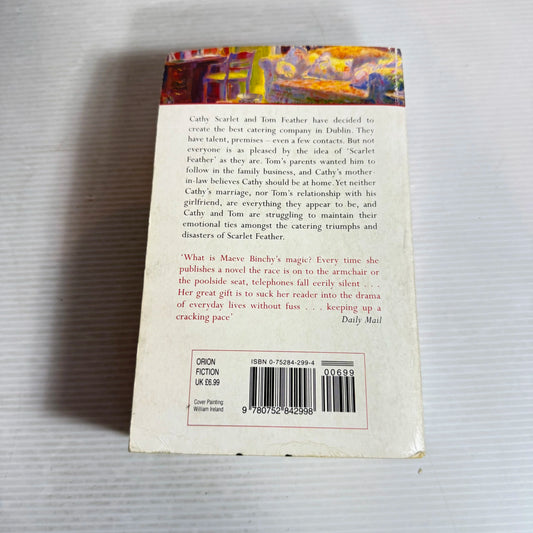 Cathy Scarlet and Tom Feather have decided to
create the best catering company in Dublin. They
have talent, premises – even a few contacts. But not
everyone is as pleased by the idea of 'Scarlet
Feather' as they are. Tom's parents wanted him to
follow in the family business, and Cathy's mother-
in-law believes Cathy should be at home. Yet neither
Cathy's marriage, nor Tom's relationship with his
girlfriend, are everything they appear to be, and
Cathy and Tom are struggling to maintain their
emotional ties amongst the catering triumphs and
disasters of Scarlet Feather.
'What is Maeve Binchy's magic? Every time she
publishes a novel the race is on to the armchair or
the poolside seat, telephones fall eerily silent . . .
Her great gift is to suck her reader into the drama
of everyday lives without fuss . . . keeping up a
cracking pace' Daily Mail
ORION
FICTION
UK £6.99
Cover Painting:
William Ireland
ISBN 0-75284-299-4
00699
9 780752 842998